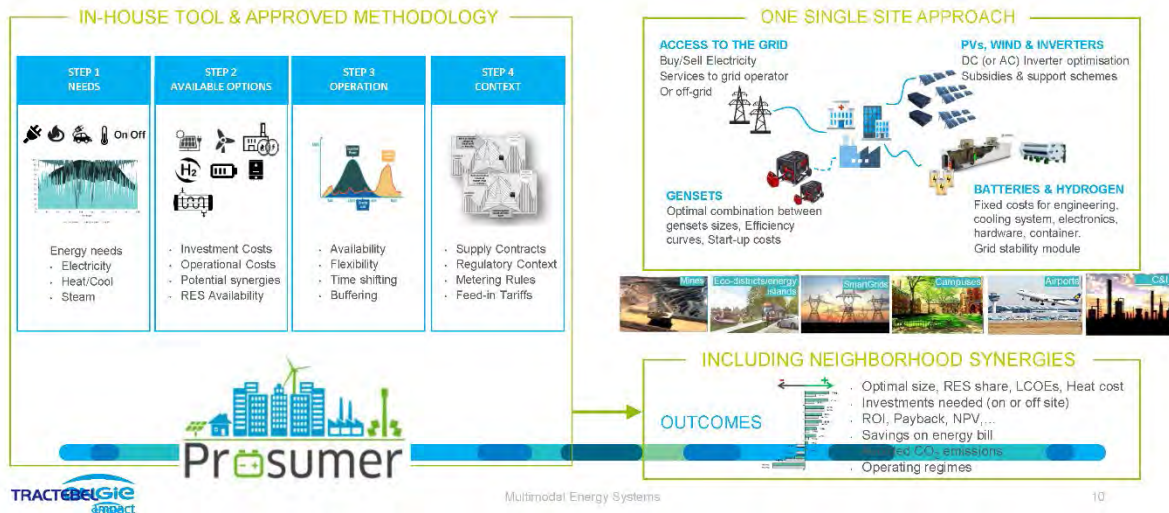 IN-HOUSE TOOL & APPROVED METHODOLOGY
STEP 1
NEEDS
On Off
Energy needs
· Electricity
· Heat/Cool
· Steam
STEP 2
AVAILABLE OPTIONS
H2
· Investment Costs
· Operational Costs
· Potential synergies
· RES Availability
STEP 3
OPERATION
· Availability
· Flexibility
· Time shifting
· Buffering
STEP 4
CONTEXT
· Supply Contracts
· Regulatory Context
· Metering Rules
· Feed-in Tariffs
Prosumer
ONE SINGLE SITE APPROACH
ACCESS TO THE GRID
Buy/Sell Electricity
Services to grid operator
Or off-grid
PVs, WIND & INVERTERS
DC (or AC) Inverter optimisation
Subsidies & support schemes
GENSETS
Optimal combination between
gensets sizes, Efficiency
curves, Start-up costs
BATTERIES & HYDROGEN
Fixed costs for engineering,
cooling system, electronics,
hardware, container.
Grid stability module
Mines
Eco-districts/energy
islands
SmartGrids
Campuses
Airports
C&I
INCLUDING NEIGHBORHOOD SYNERGIES
OUTCOMES
· Optimal size, RES share, LCOEs, Heat cost
· Investments needed (on or off site)
· ROI, Payback, NPV,...
· Savings on energy bill
· CO2 emissions
· Operating regimes
TRACTEBEL
ENGIE
Impact
Multimodal Energy Systems
10